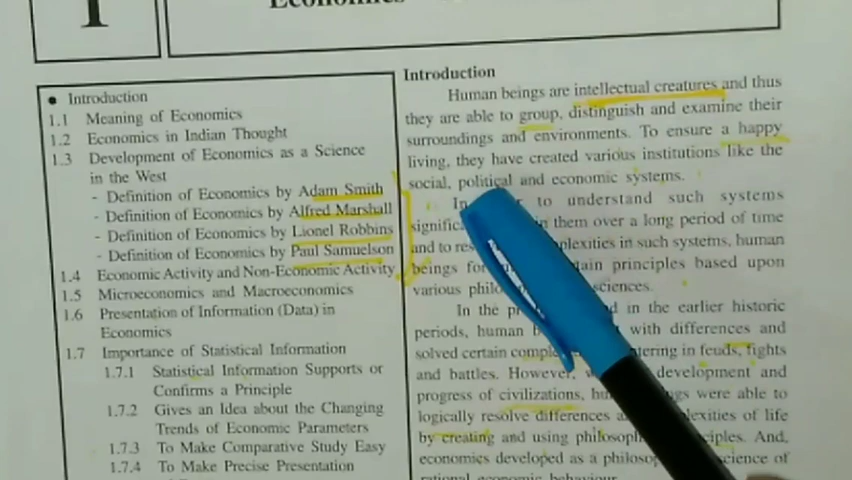 1
Economics
● Introduction
1.1 Meaning of Economics
1.2 Economics in Indian Thought
1.3 Development of Economics as a Science
in the West
- Definition of Economics by Adam Smith
- Definition of Economics by Alfred Marshall
- Definition of Economics by Lionel Robbins
- Definition of Economics by Paul Samuelson
1.4 Economic Activity and Non-Economic Activity
1.5 Microeconomics and Macroeconomics
1.6 Presentation of Information (Data) in
Economics
1.7 Importance of Statistical Information
1.7.1 Statistical Information Supports or
Confirms a Principle
1.7.2 Gives an Idea about the Changing
Trends of Economic Parameters
1.7.3 To Make Comparative Study Easy
1.7.4 To Make Precise Presentation
Introduction
Human beings are intellectual creatures and thus
they are able to group, distinguish and examine their
surroundings and environments. To ensure a happy
living, they have created various institutions like the
social, political and economic systems.
In to understand such systems
in them over a long period of time
and to in such systems, human
beings principles based upon
various sciences.
In the in the earlier historic
periods, human with differences and
solved certain in feuds, fights
and battles. However, development and
progress of civilizations, were able to
logically resolve differences of life
by creating and using And,
economics developed as a science of
rational economic behaviour.